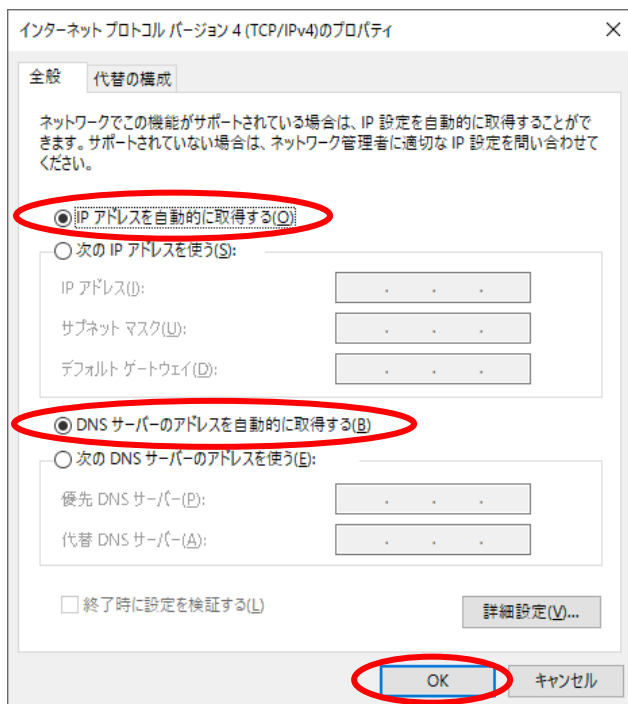 インターネット プロトコル バージョン 4 (TCP/IPv4)のプロパティ
全般
代替の構成
ネットワークでこの機能がサポートされている場合は、IP 設定を自動的に取得することがで
きます。サポートされていない場合は、ネットワーク管理者に適切な IP 設定を問い合わせて
ください。
IP アドレスを自動的に取得する(O)
次の IP アドレスを使う(S):
IP アドレス(I):
サブネット マスク(U):
デフォルト ゲートウェイ(D):
DNS サーバーのアドレスを自動的に取得する(B)
次の DNS サーバーのアドレスを使う(E):
優先 DNS サーバー(P):
代替 DNS サーバー(A):
終了時に設定を検証する(L)
詳細設定(V)...
OK
キャンセル